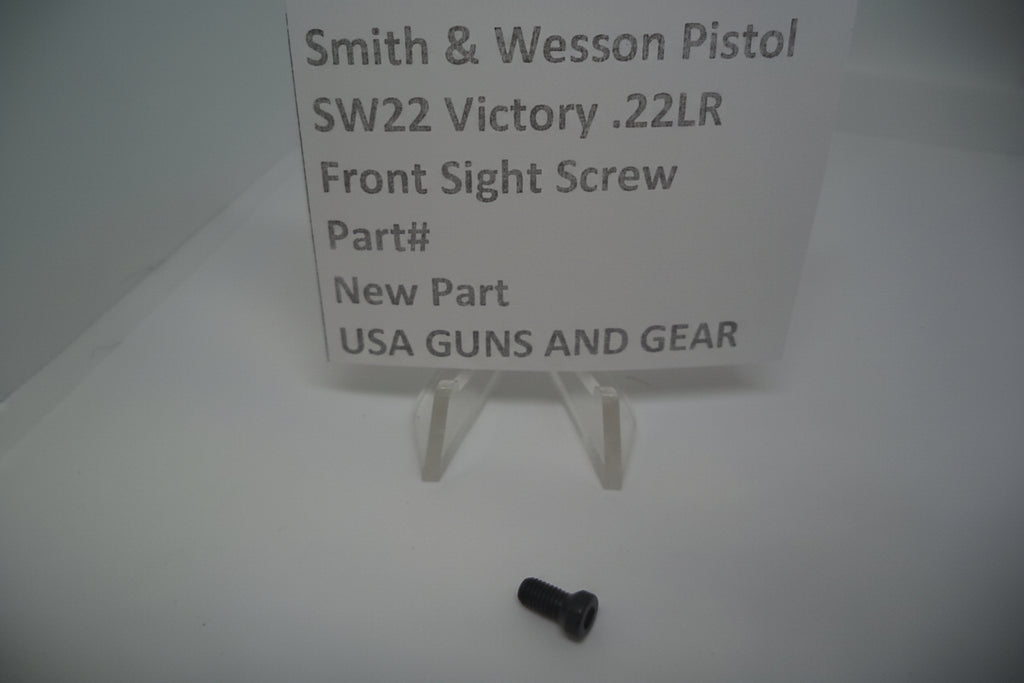 Smith & Wesson Pistol
SW22 Victory .22LR
Front Sight Screw
Part#
New Part
USA GUNS AND GEAR